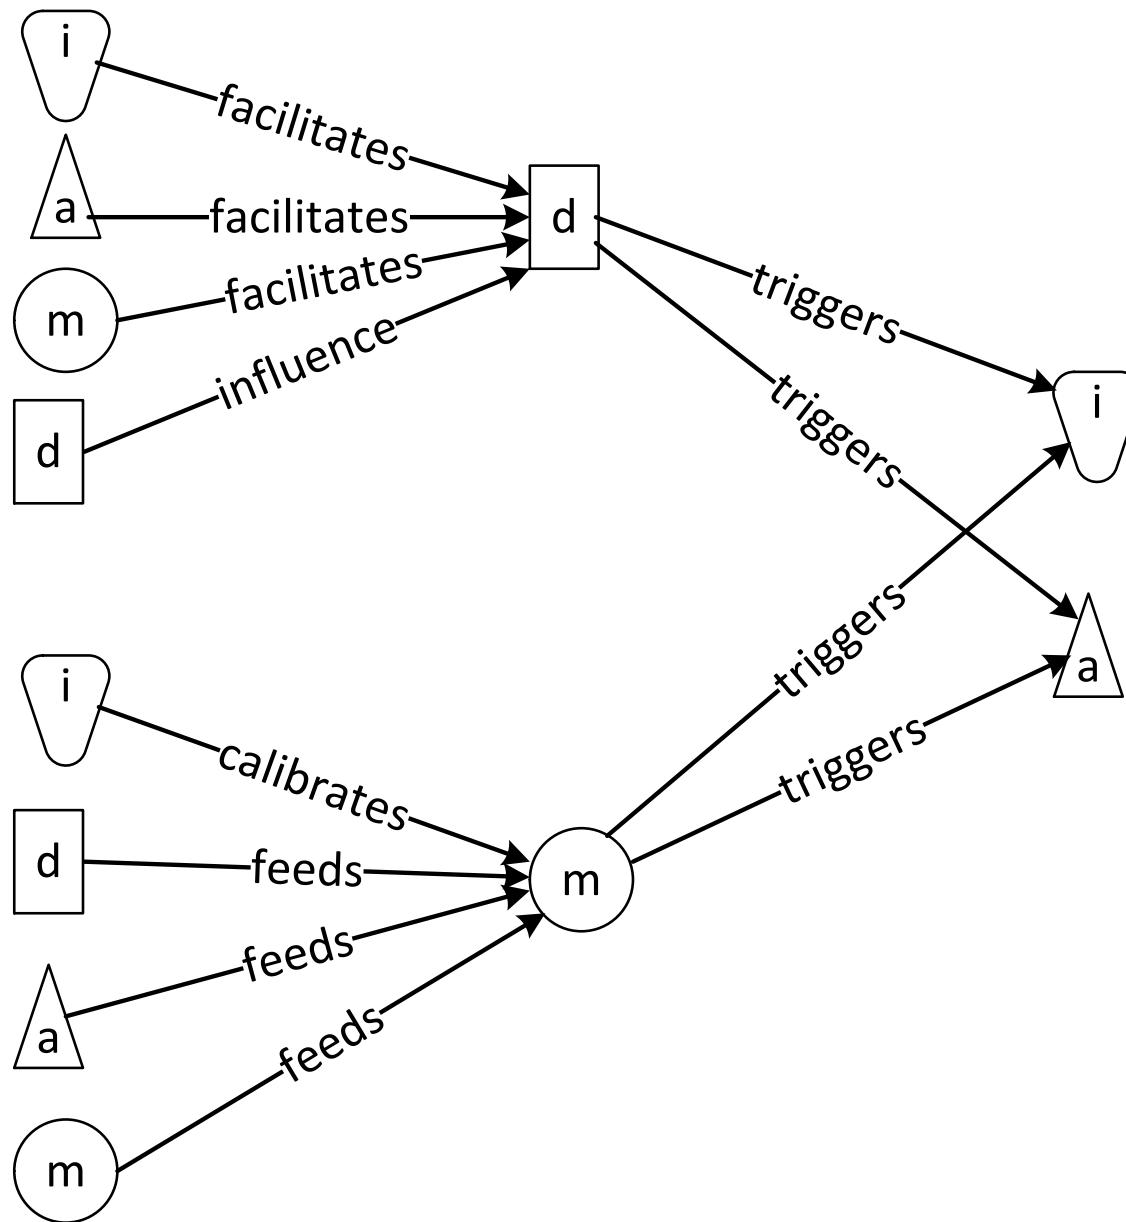 i
facilitates
a
facilitates
d
facilitates
m
influence
d
triggers
triggers
i
triggers
a
triggers
i
calibrates
d
feeds
m
a
feeds
feeds
m